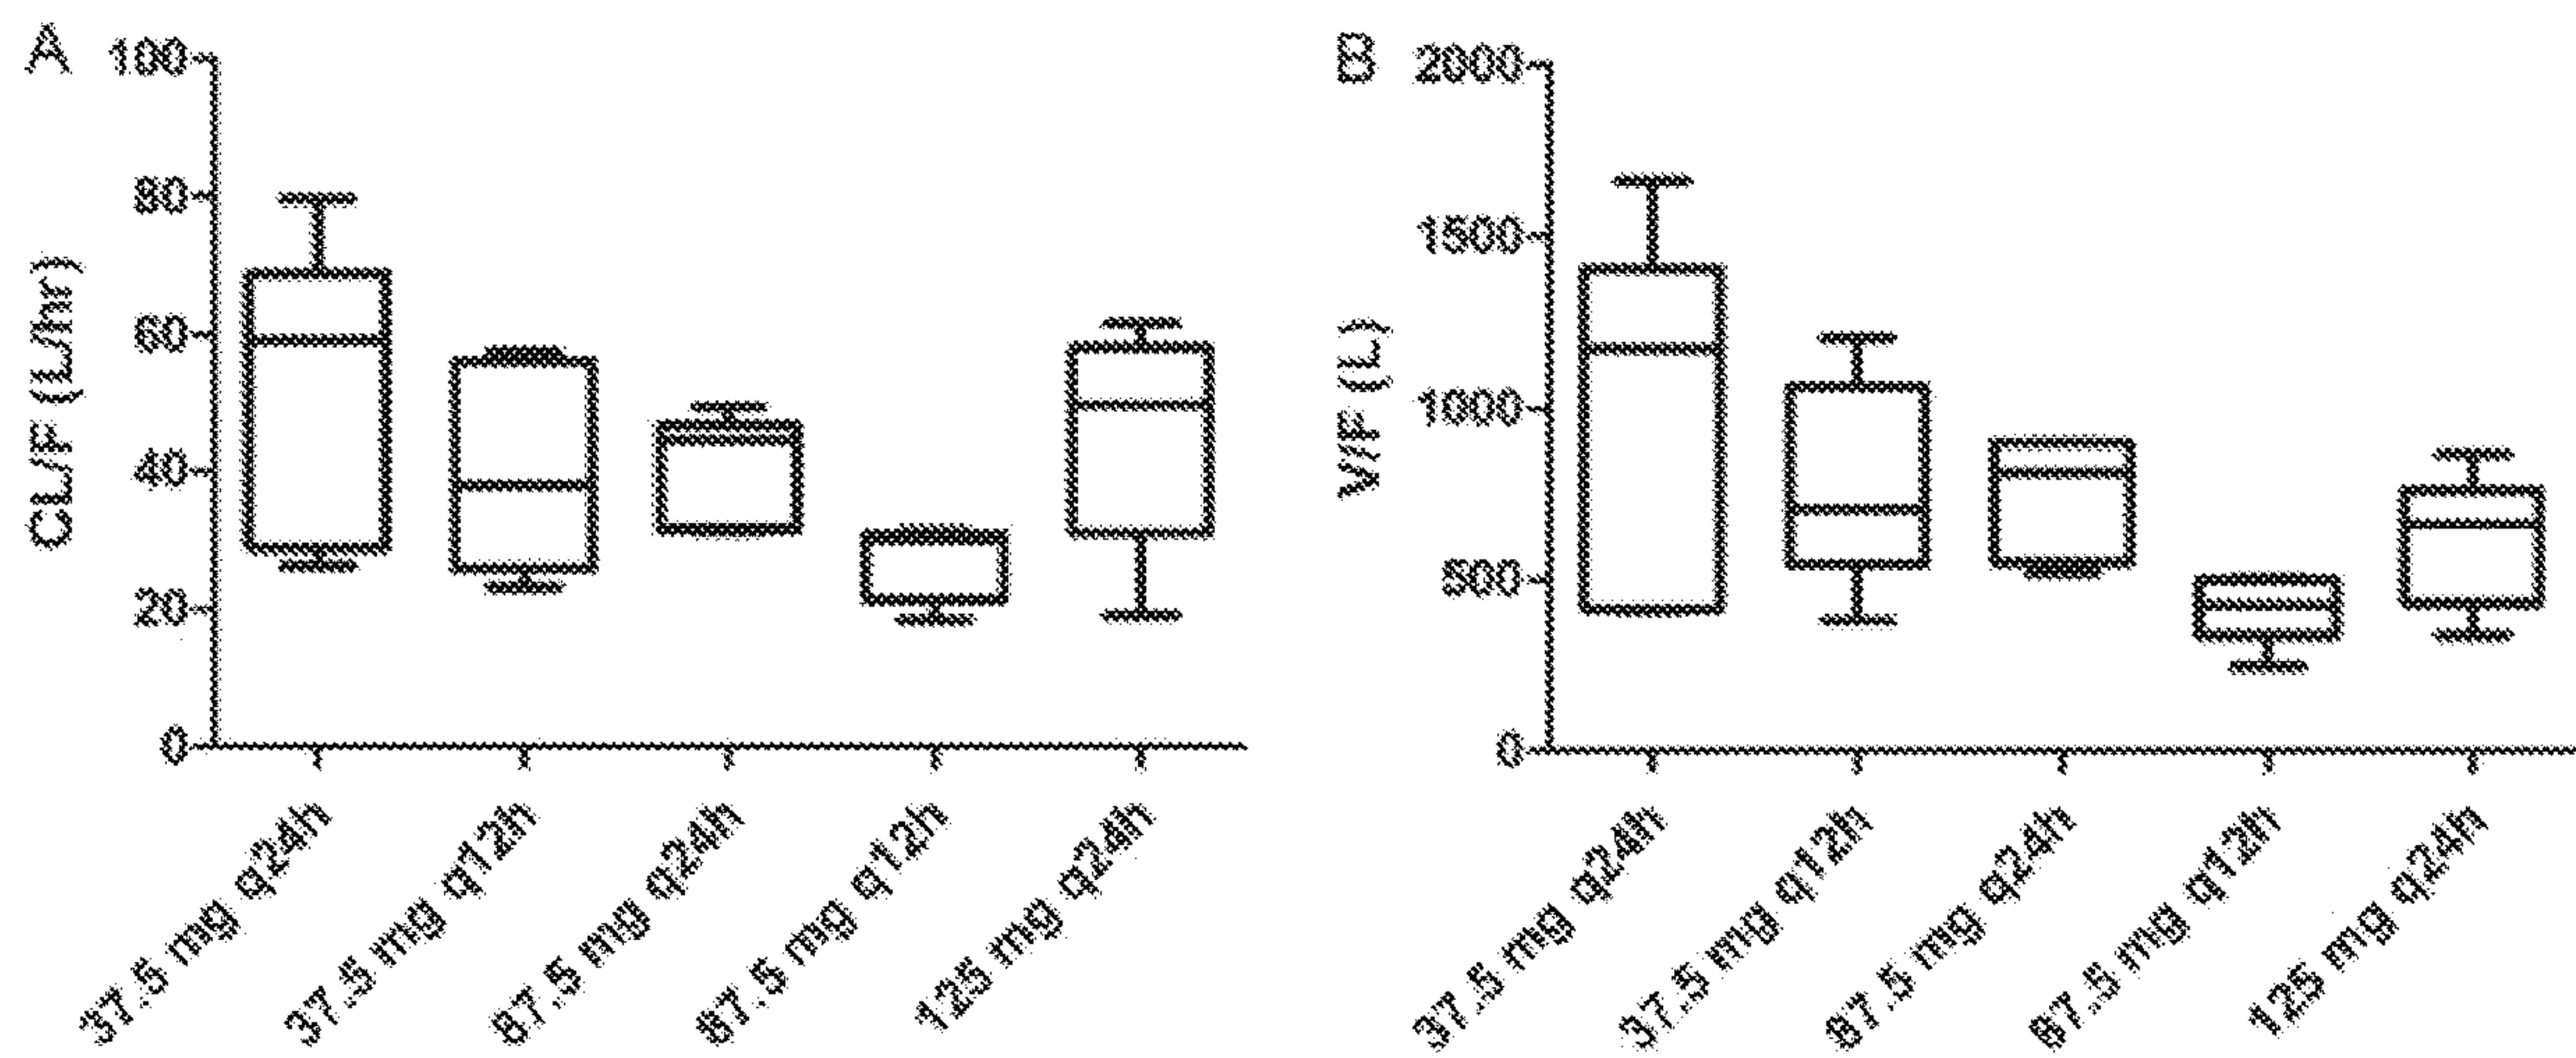 A
100
80
60
40
20
0
CL/F (L/hr)
37.5 mg q24h
37.5 mg q12h
87.5 mg q24h
87.5 mg q12h
125 mg q24h
B
2000
1500
1000
500
0
V/F (L)
37.5 mg q24h
37.5 mg q12h
87.5 mg q24h
87.5 mg q12h
125 mg q24h